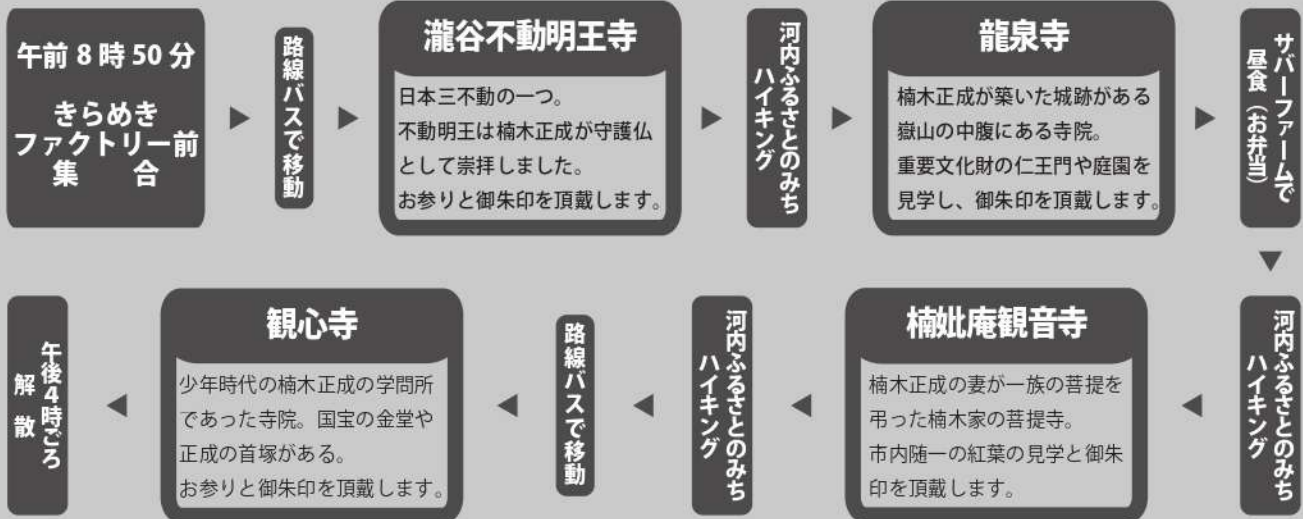 午前8時50分
きらめき
ファクトリー前
集　　合
▶
路線バスで移動
▶
瀧谷不動明王寺
日本三不動の一つ。
不動明王は楠木正成が守護仏
として崇拝しました。
お参りと御朱印を頂戴します。
▶
河内ふるさとのみち
ハイキング
▶
龍泉寺
楠木正成が築いた城跡がある
嶽山の中腹にある寺院。
重要文化財の仁王門や庭園を
見学し、御朱印を頂戴します。
▶
サバーファームで
昼食（お弁当）
▼
河内ふるさとのみち
ハイキング
◀
楠妣庵観音寺
楠木正成の妻が一族の菩提を
弔った楠木家の菩提寺。
市内随一の紅葉の見学と御朱
印を頂戴します。
◀
河内ふるさとのみち
ハイキング
◀
路線バスで移動
◀
観心寺
少年時代の楠木正成の学問所
であった寺院。国宝の金堂や
正成の首塚がある。
お参りと御朱印を頂戴します。
◀
午後4時ごろ
解　散